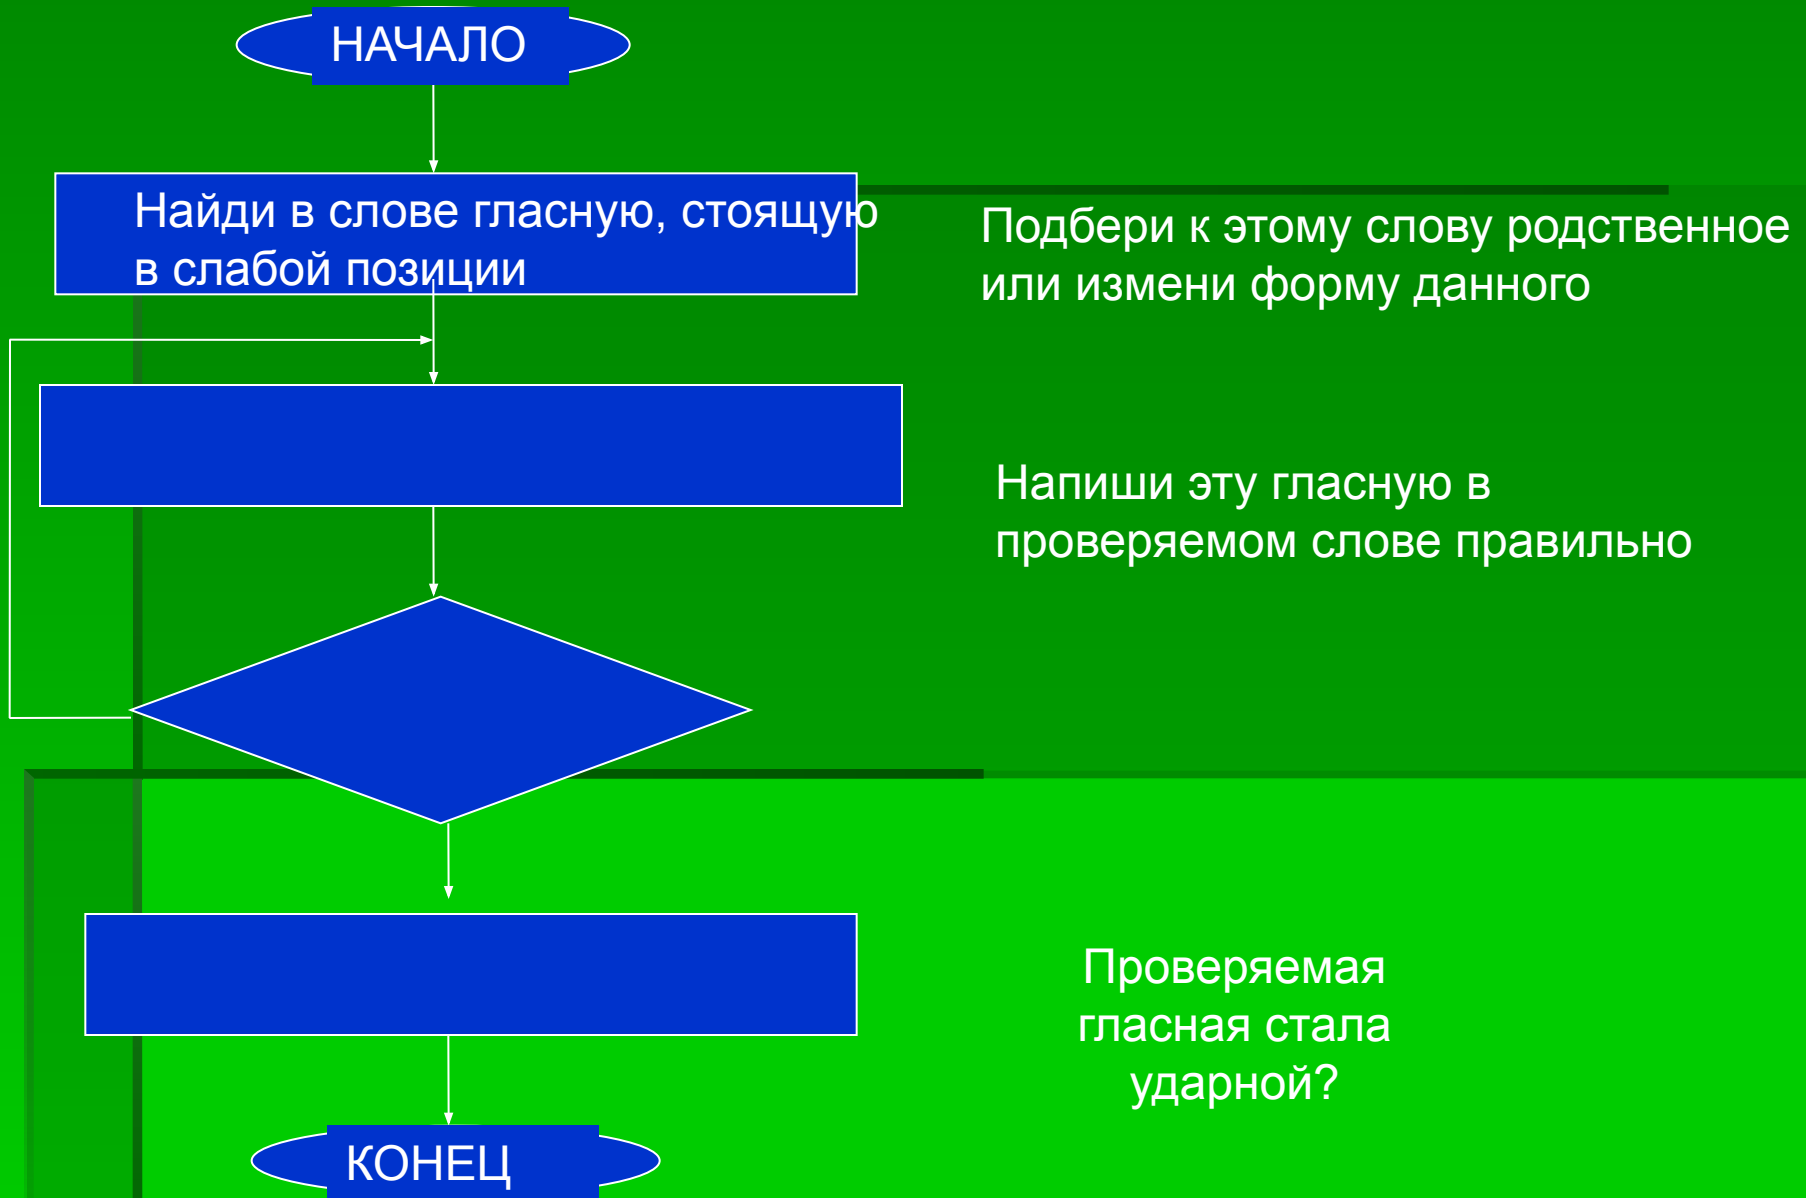 НАЧАЛО
Найди в слове гласную, стоящую
в слабой позиции
Подбери к этому слову родственное
или измени форму данного
Напиши эту гласную в
проверяемом слове правильно
Проверяемая
гласная стала
ударной?
КОНЕЦ